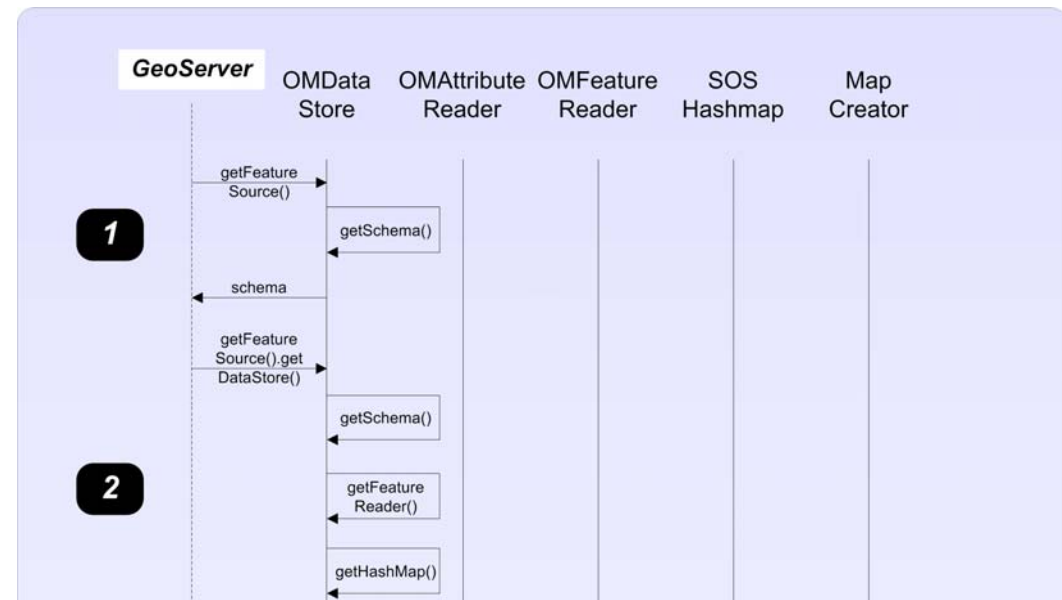 GeoServer
OMData
Store
OMAttribute
Reader
OMFeature
Reader
SOS
Hashmap
Map
Creator
getFeature
Source()
1
getSchema()
schema
getFeature
Source().get
DataStore()
getSchema()
2
getFeature
Reader()
getHashMap()